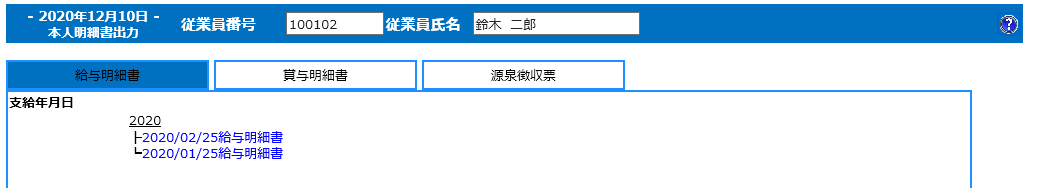 - 2020年12月10日 -
本人明細書出力
従業員番号 100102 従業員氏名 鈴木 二郎
?
給与明細書 賞与明細書 源泉徴収票
支給年月日
2020
├2020/02/25給与明細書
┗2020/01/25給与明細書